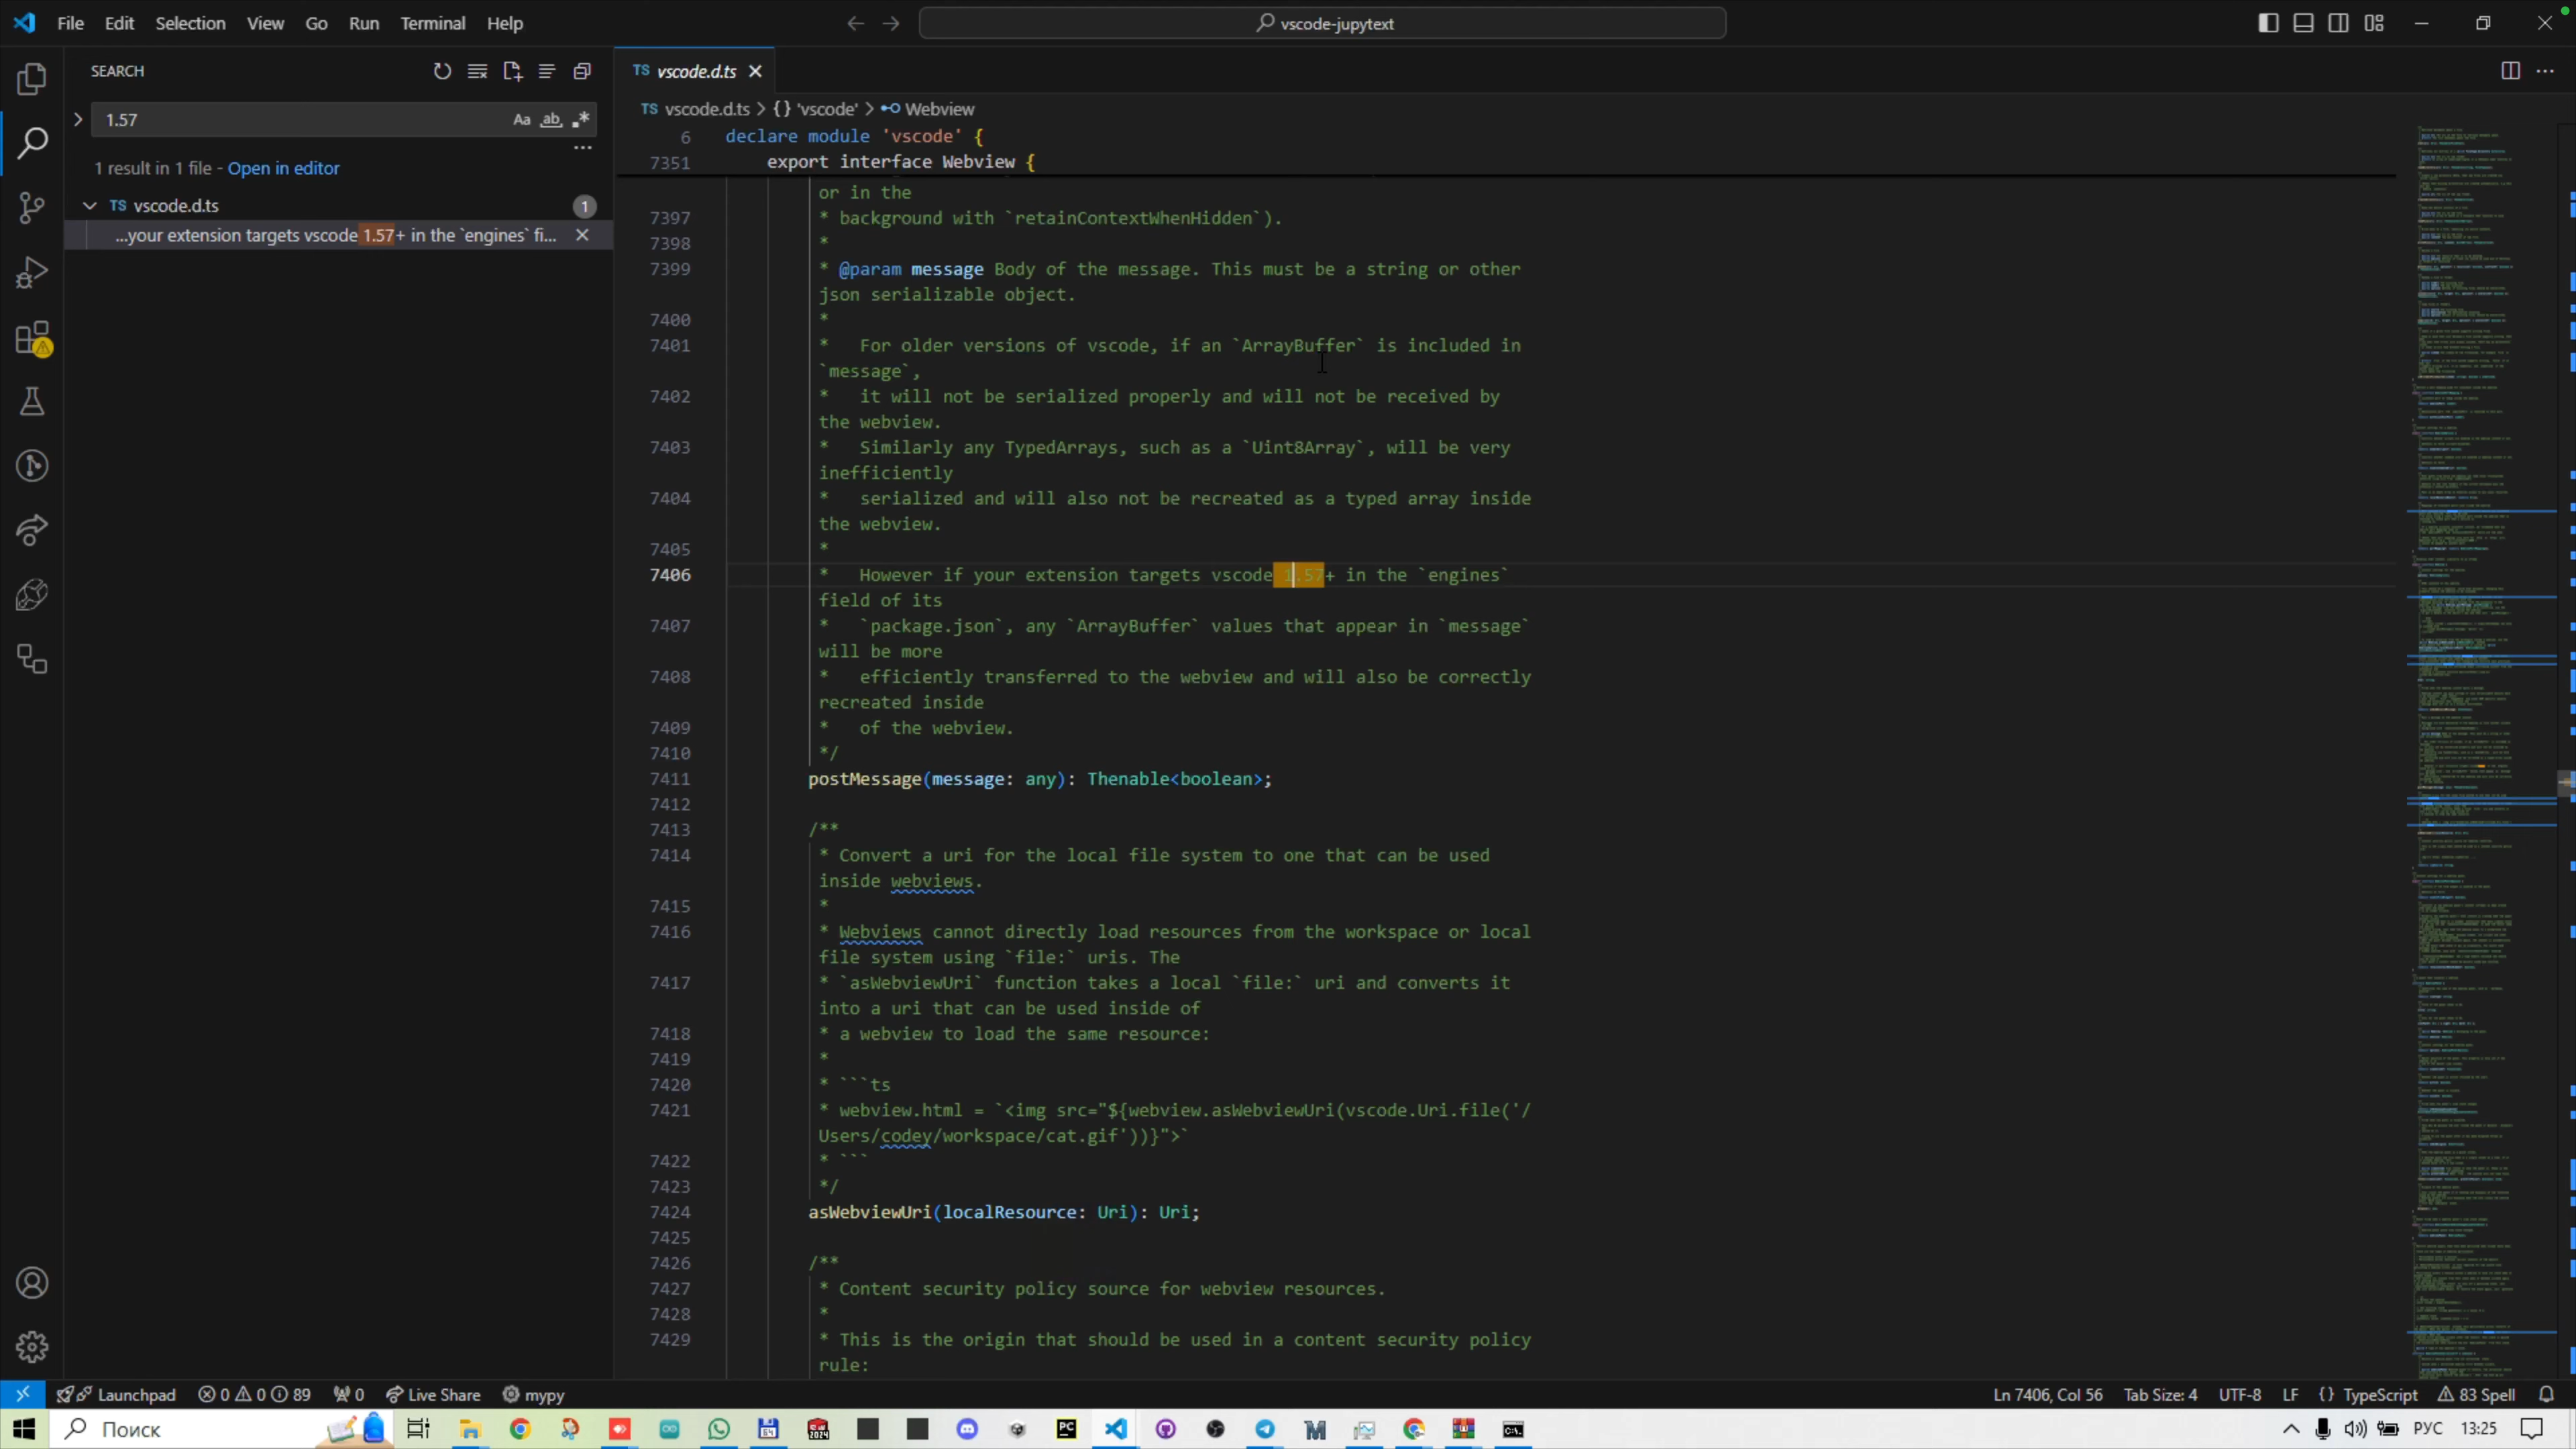 File Edit Selection View Go Run Terminal Help
vscode-jupytext
SEARCH
1.57
Aa ab
1 result in 1 file - Open in editor
TS vscode.d.ts 1
...your extension targets vscode 1.57+ in the `engines` fi...
TS vscode.d.ts
TS vscode.d.ts > {} 'vscode' > Webview
6 declare module 'vscode' {
7351 export interface Webview {
or in the
7397 * background with `retainContextWhenHidden`).
7398 *
7399 * @param message Body of the message. This must be a string or other
json serializable object.
7400 *
7401 * For older versions of vscode, if an `ArrayBuffer` is included in
`message`,
7402 * it will not be serialized properly and will not be received by
the webview.
7403 * Similarly any TypedArrays, such as a `Uint8Array`, will be very
inefficiently
7404 * serialized and will also not be recreated as a typed array inside
the webview.
7405 *
7406 * However if your extension targets vscode 1.57+ in the `engines`
field of its
7407 * `package.json`, any `ArrayBuffer` values that appear in `message`
will be more
7408 * efficiently transferred to the webview and will also be correctly
recreated inside
7409 * of the webview.
7410 */
7411 postMessage(message: any): Thenable<boolean>;
7412
7413 /**
7414 * Convert a uri for the local file system to one that can be used
inside webviews.
7415 *
7416 * Webviews cannot directly load resources from the workspace or local
file system using `file:` uris. The
7417 * `asWebviewUri` function takes a local `file:` uri and converts it
into a uri that can be used inside of
7418 * a webview to load the same resource:
7419 *
7420 * ```ts
7421 * webview.html = `<img src="${webview.asWebviewUri(vscode.Uri.file('/
Users/codey/workspace/cat.gif'))}">`
7422 * ```
7423 */
7424 asWebviewUri(localResource: Uri): Uri;
7425
7426 /**
7427 * Content security policy source for webview resources.
7428 *
7429 * This is the origin that should be used in a content security policy
rule:
Launchpad 0 0 89 0 Live Share mypy
Ln 7406, Col 56 Tab Size: 4 UTF-8 LF {} TypeScript 83 Spell
Поиск
РУС 13:25